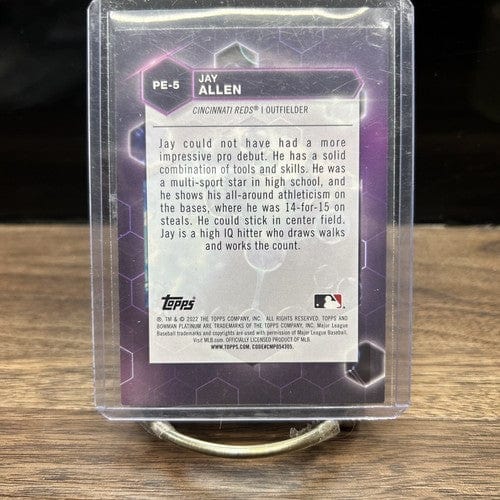 PE-5
JAY
ALLEN
CINCINNATI REDS® | OUTFIELDER
Jay could not have had a more
impressive pro debut. He has a solid
combination of tools and skills. He was
a multi-sport star in high school, and
he shows his all-around athleticism on
the bases, where he was 14-for-15 on
steals. He could stick in center field.
Jay is a high IQ hitter who draws walks
and works the count.
Topps
®, TM & © 2022 THE TOPPS COMPANY, INC. ALL RIGHTS RESERVED. TOPPS AND
BOWMAN PLATINUM ARE TRADEMARKS OF THE TOPPS COMPANY, INC. Major League
Baseball trademarks and copyrights are used with permission of Major League Baseball.
Visit MLB.com. OFFICIALLY LICENSED PRODUCT OF MLB.
WWW.TOPPS.COM. CODE#CMP054305.